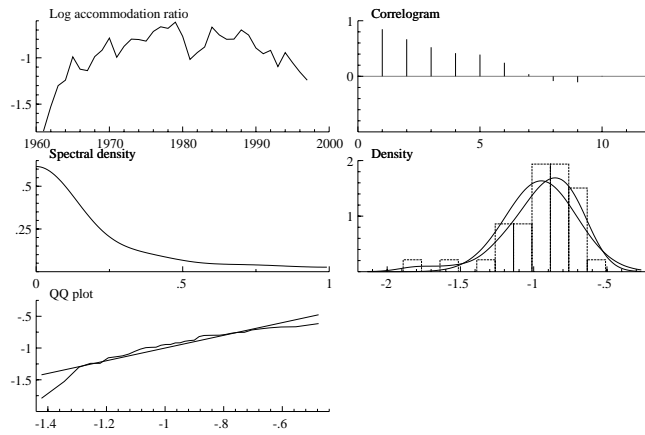 Log accommodation ratio
-1
-1.5
1960 1970 1980 1990 2000
Correlogram
1
0
0 5 10
Spectral density
.5
.25
0 .5 1
Density
2
1
-2 -1.5 -1 -.5
QQ plot
-.5
-1
-1.5
-1.4 -1.2 -1 -.8 -.6